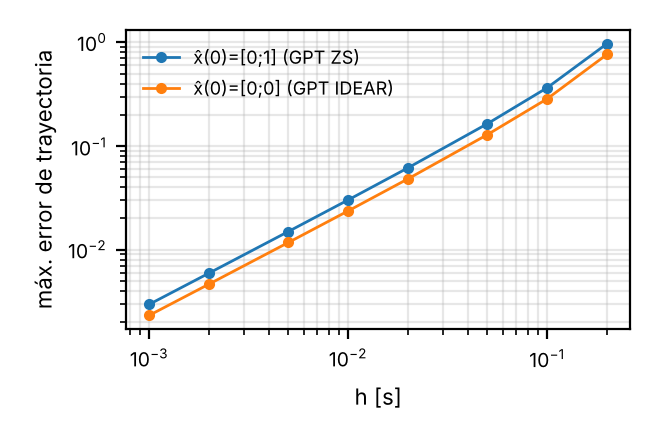 x̂(0)=[0;1] (GPT ZS)
x̂(0)=[0;0] (GPT IDEAR)
máx. error de trayectoria
10⁰
10⁻¹
10⁻²
10⁻³ 10⁻² 10⁻¹
h [s]